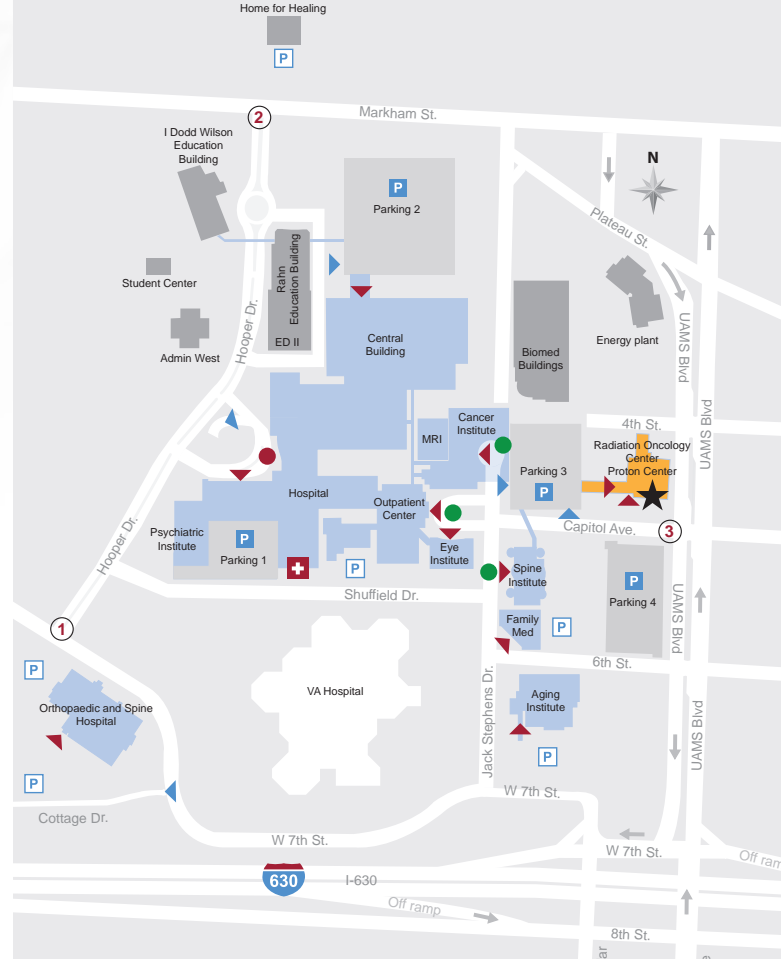 Home for Healing
P
Markham St.
2
I Dodd Wilson
Education
Building
P
Parking 2
N
Plateau St.
Rahn
Education Building
ED II
Student Center
Admin West
Hooper Dr.
Central
Building
Biomed
Buildings
Energy plant
UAMS Blvd
UAMS Blvd
4th St.
Cancer
Institute
MRI
Radiation Oncology
Center
Proton Center
Parking 3
P
Hospital
Outpatient
Center
Capitol Ave.
3
Psychiatric
Institute
P
Parking 1
P
Eye
Institute
Spine
Institute
P
Parking 4
Hooper Dr.
Shuffield Dr.
1
Family
Med
P
UAMS Blvd
6th St.
P
Orthopaedic and Spine
Hospital
VA Hospital
Aging
Institute
Jack Stephens Dr.
UAMS Blvd
P
P
Cottage Dr.
W 7th St.
W 7th St.
W 7th St.
Off ram
630
I-630
Off ramp
8th St.
ar